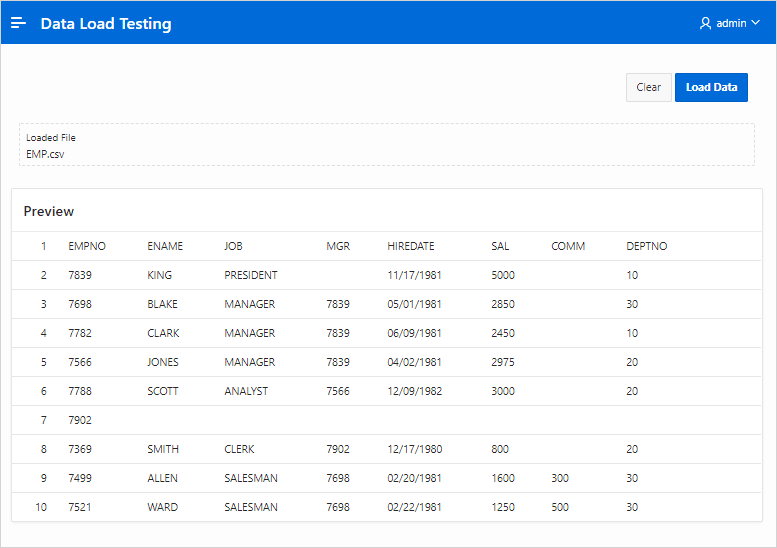 Data Load Testing
admin
Clear
Load Data
Loaded File
EMP.csv
Preview
1 EMPNO ENAME JOB MGR HIREDATE SAL COMM DEPTNO
2 7839 KING PRESIDENT 11/17/1981 5000 10
3 7698 BLAKE MANAGER 7839 05/01/1981 2850 30
4 7782 CLARK MANAGER 7839 06/09/1981 2450 10
5 7566 JONES MANAGER 7839 04/02/1981 2975 20
6 7788 SCOTT ANALYST 7566 12/09/1982 3000 20
7 7902
8 7369 SMITH CLERK 7902 12/17/1980 800 20
9 7499 ALLEN SALESMAN 7698 02/20/1981 1600 300 30
10 7521 WARD SALESMAN 7698 02/22/1981 1250 500 30